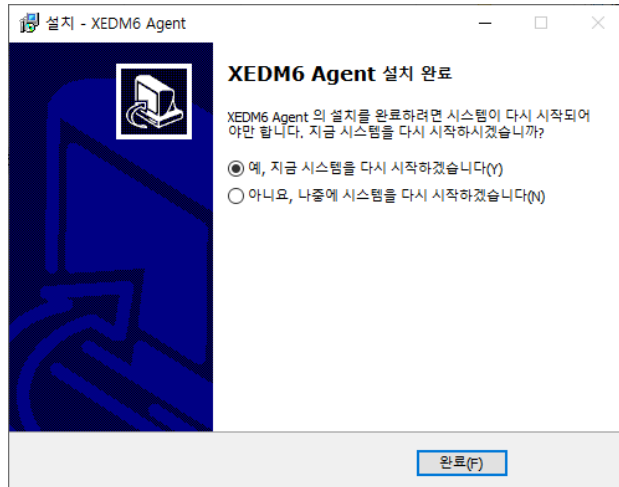 설치 - XEDM6 Agent
XEDM6 Agent 설치 완료
XEDM6 Agent 의 설치를 완료하려면 시스템이 다시 시작되어
야만 합니다. 지금 시스템을 다시 시작하시겠습니까?
예, 지금 시스템을 다시 시작하겠습니다(Y)
아니요, 나중에 시스템을 다시 시작하겠습니다(N)
완료(F)